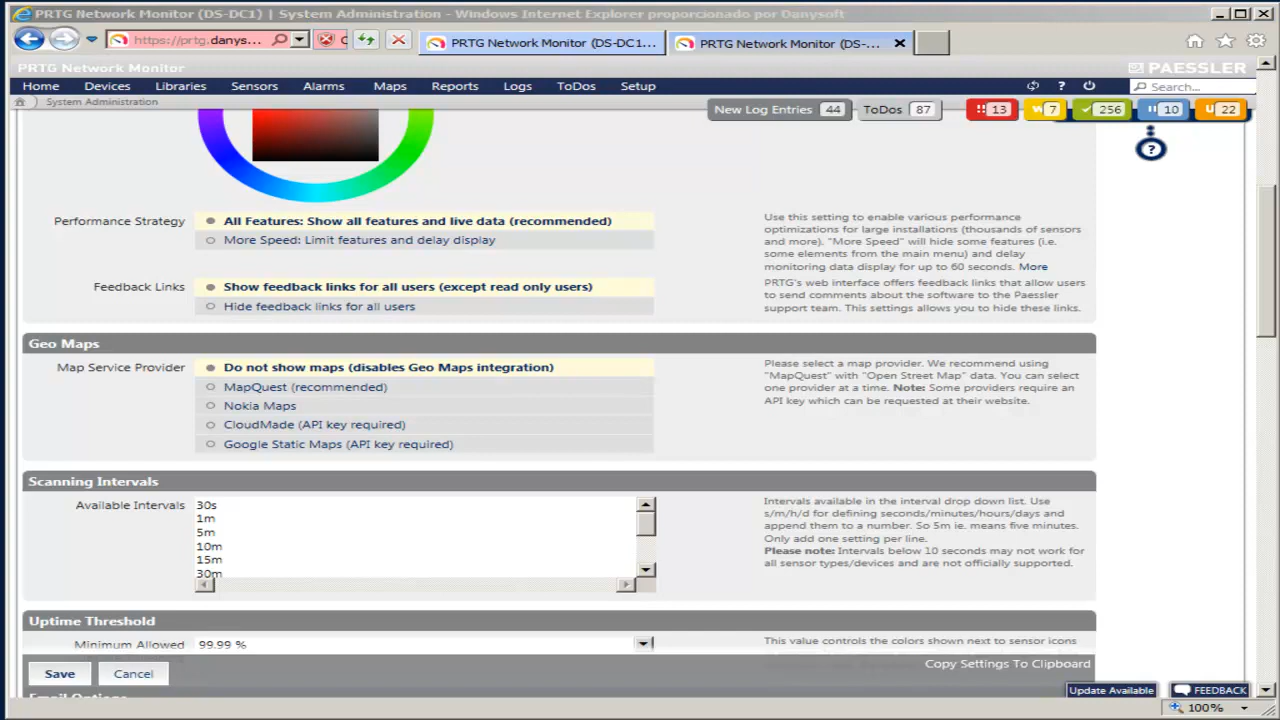 PRTG Network Monitor (DS-DC1) | System Administration - Windows Internet Explorer proporcionado por Danysoft
https://prtg.danys...
PRTG Network Monitor (DS-DC1...
PRTG Network Monitor (DS-...
PRTG Network Monitor
PAESSLER
Home Devices Libraries Sensors Alarms Maps Reports Logs ToDos Setup
Search...
System Administration
New Log Entries 44 ToDos 87 !! 13 W 7 256 II 10 U 22
?
Performance Strategy
All Features: Show all features and live data (recommended)
More Speed: Limit features and delay display
Use this setting to enable various performance
optimizations for large installations (thousands of sensors
and more). "More Speed" will hide some features (i.e.
some elements from the main menu) and delay
monitoring data display for up to 60 seconds. More
Feedback Links
Show feedback links for all users (except read only users)
Hide feedback links for all users
PRTG's web interface offers feedback links that allow users
to send comments about the software to the Paessler
support team. This settings allows you to hide these links.
Geo Maps
Map Service Provider
Do not show maps (disables Geo Maps integration)
MapQuest (recommended)
Nokia Maps
CloudMade (API key required)
Google Static Maps (API key required)
Please select a map provider. We recommend using
"MapQuest" with "Open Street Map" data. You can select
one provider at a time. Note: Some providers require an
API key which can be requested at their website.
Scanning Intervals
Available Intervals
30s
1m
5m
10m
15m
30m
Intervals available in the interval drop down list. Use
s/m/h/d for defining seconds/minutes/hours/days and
append them to a number. So 5m ie. means five minutes.
Only add one setting per line.
Please note: Intervals below 10 seconds may not work for
all sensor types/devices and are not officially supported.
Uptime Threshold
Minimum Allowed
99.99 %
This value controls the colors shown next to sensor icons
Save Cancel
Copy Settings To Clipboard
Email Options
Update Available
FEEDBACK
100%